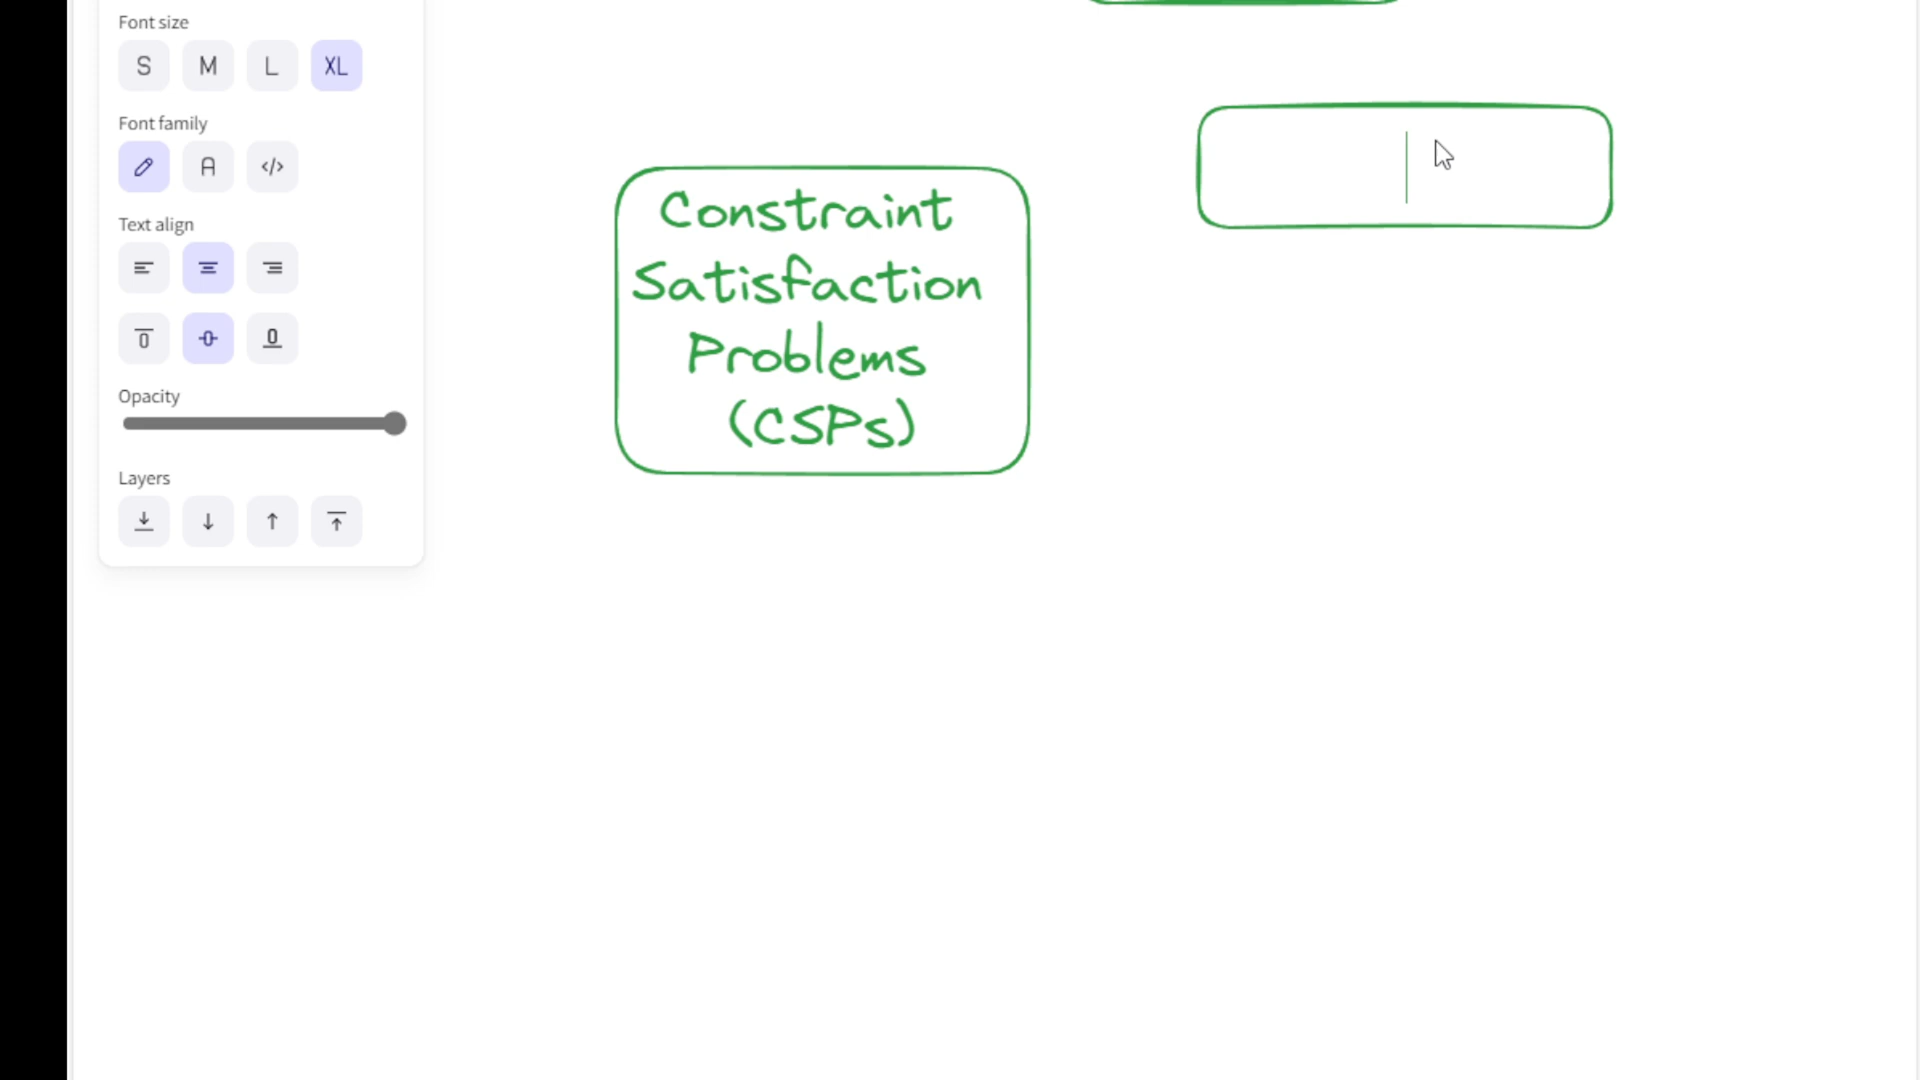 Font size
S M L XL
Font family
A </>
Text align
Opacity
Layers
Constraint
Satisfaction
Problems
(CSPs)